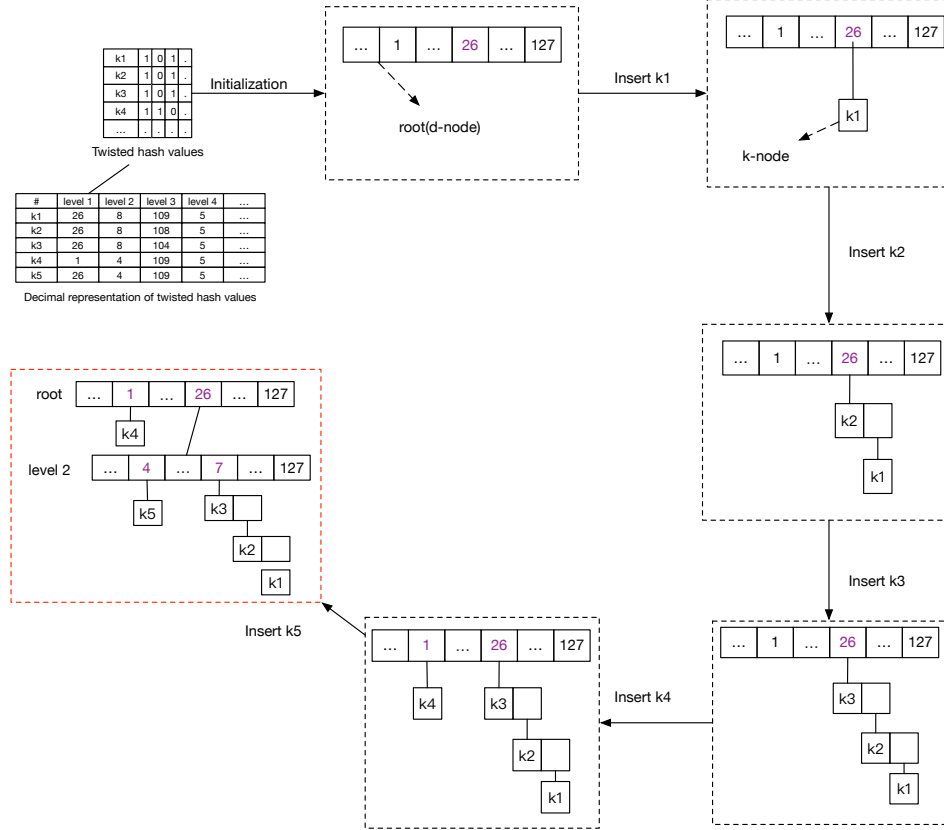 k1 1 0 1 .
k2 1 0 1 .
k3 1 0 1 .
k4 1 1 0 .
... . . . .
Twisted hash values
# level 1 level 2 level 3 level 4 ...
k1 26 8 109 5 ...
k2 26 8 108 5 ...
k3 26 8 104 5 ...
k4 1 4 109 5 ...
k5 26 4 109 5 ...
Decimal representation of twisted hash values
Initialization
... 1 ... 26 ... 127
root(d-node)
Insert k1
... 1 ... 26 ... 127
k1
k-node
Insert k2
... 1 ... 26 ... 127
k2
k1
Insert k3
... 1 ... 26 ... 127
k3
k2
k1
Insert k4
... 1 ... 26 ... 127
k4 k3
k2
k1
Insert k5
root ... 1 ... 26 ... 127
k4
level 2 ... 4 ... 7 ... 127
k5 k3
k2
k1